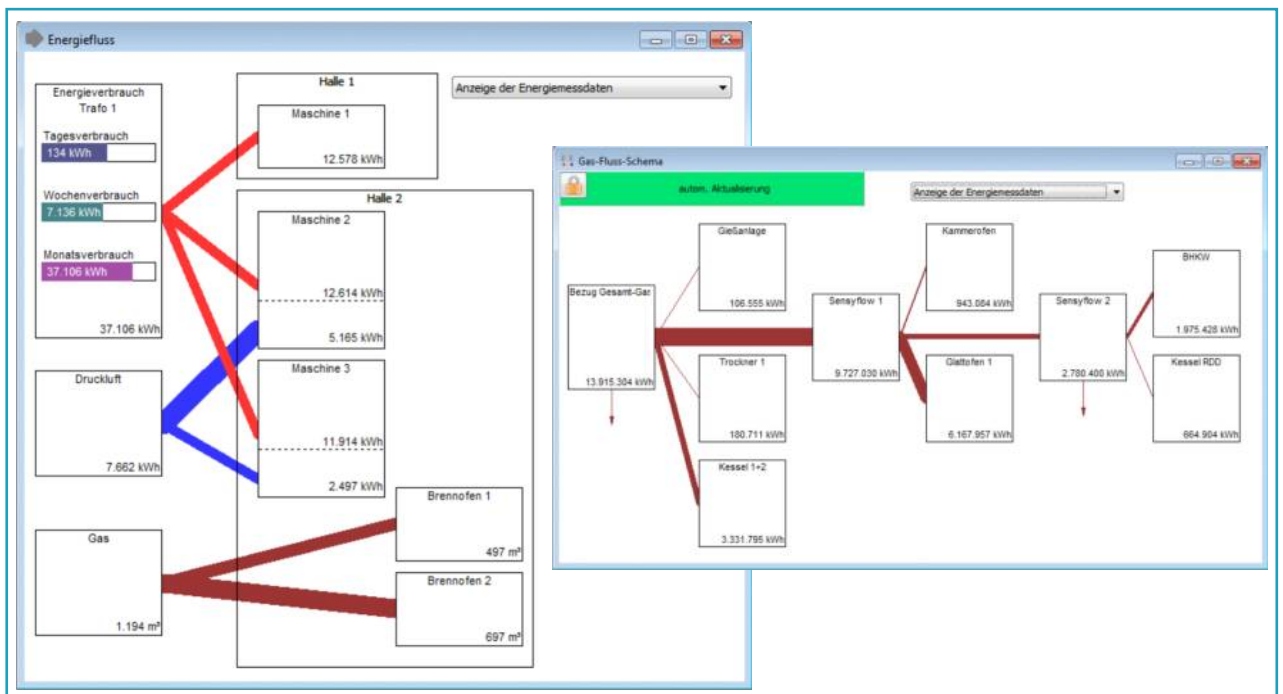 Energiefluss
Energieverbrauch
Trafo 1
Tagesverbrauch
134 kWh
Wochenverbrauch
7.136 kWh
Monatsverbrauch
37.106 kWh
37.106 kWh
Druckluft
7.662 kWh
Gas
1.194 m³
Halle 1
Maschine 1
12.578 kWh
Halle 2
Maschine 2
12.614 kWh
5.165 kWh
Maschine 3
11.914 kWh
2.497 kWh
Brennofen 1
497 m³
Brennofen 2
697 m³
Anzeige der Energiemessdaten
Gas-Fluss-Schema
autom. Aktualisierung
Anzeige der Energiemessdaten
Bezug Gesamt-Gas
13.915.304 kWh
Gießanlage
106.555 kWh
Trockner 1
180.711 kWh
Kessel 1+2
3.331.795 kWh
Sensyflow 1
9.727.030 kWh
Kammerofen
943.084 kWh
Glattofen 1
6.167.957 kWh
Sensyflow 2
2.780.400 kWh
BHKW
1.975.428 kWh
Kessel RDD
664.904 kWh